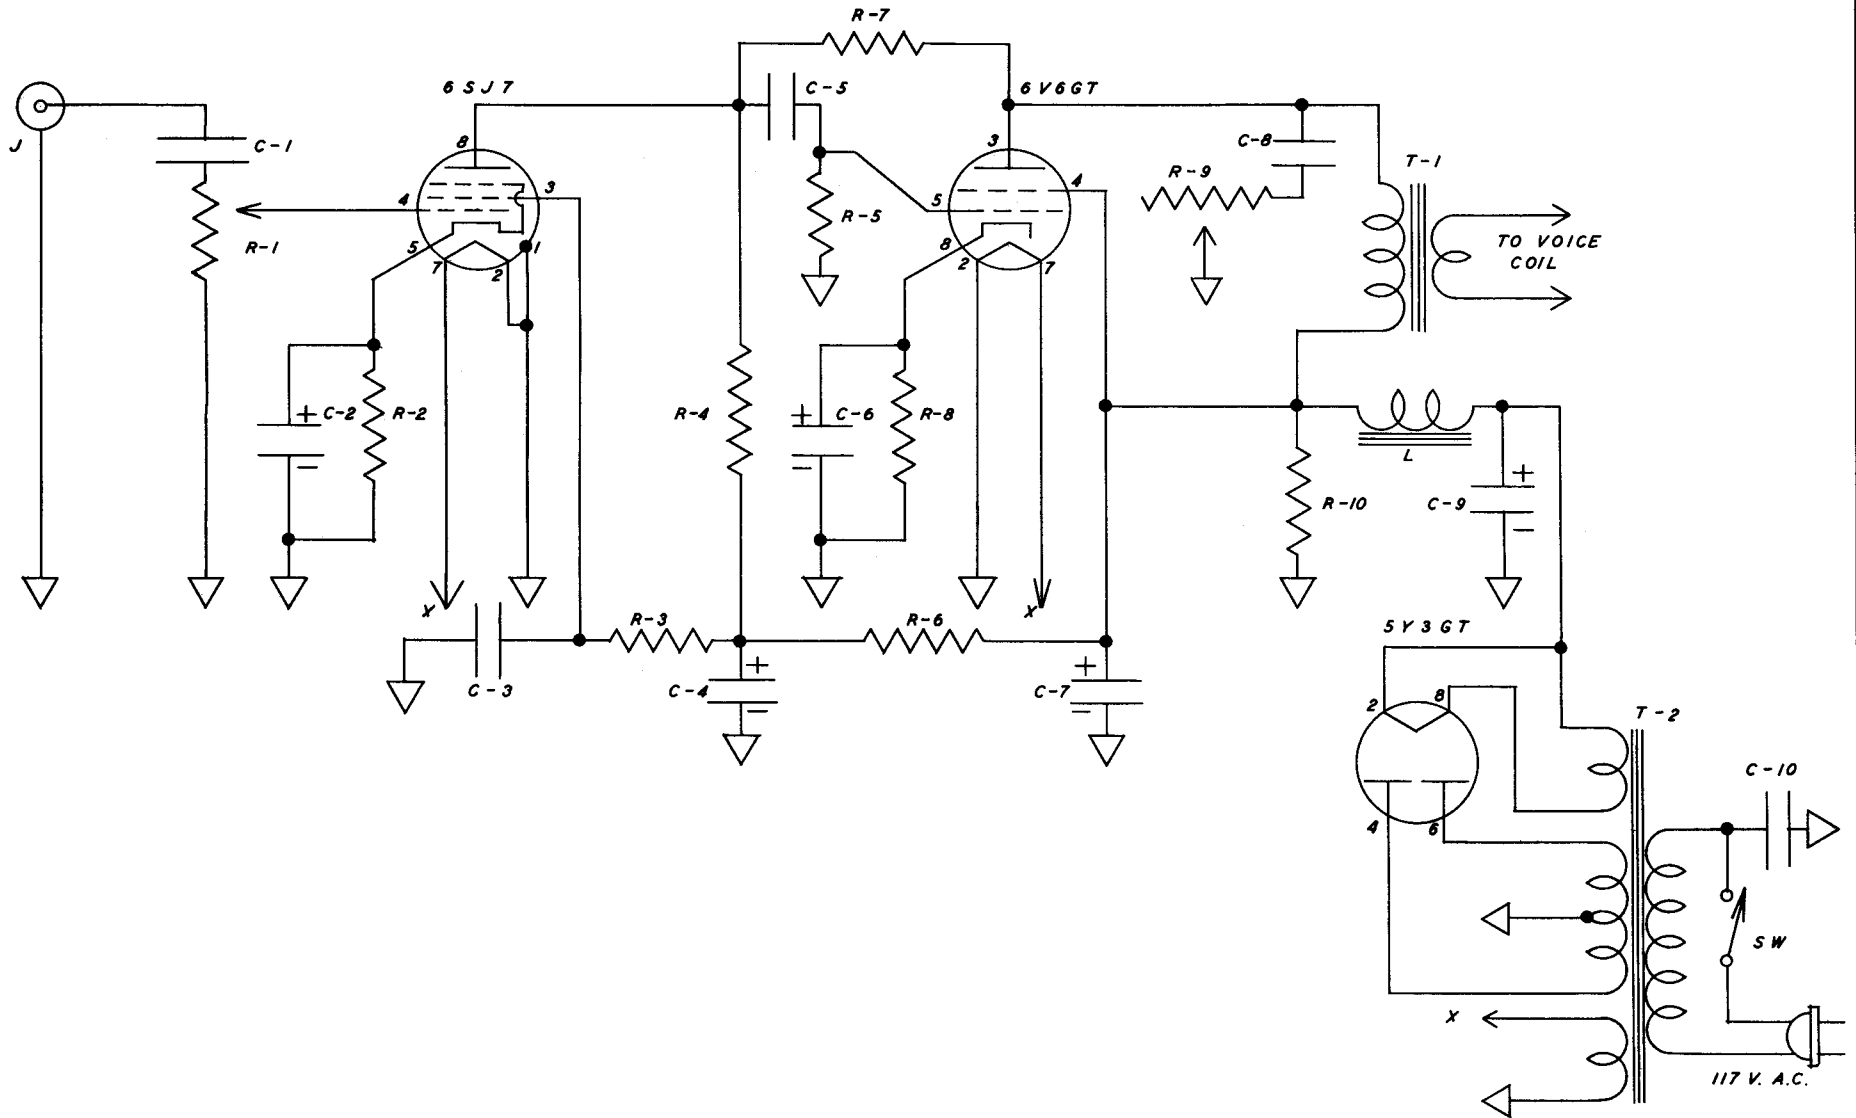 R-7
6SJ7
C-5
6V6GT
J
C-1
8
3
C-8
T-1
R-9
4
3
4
5
R-1
R-5
5
7
2
1
8
2
7
TO VOICE
COIL
+
C-2
R-2
-
R-4
+
C-6
R-8
-
L
R-10
+
C-9
-
X
X
R-3
R-6
5Y3GT
C-3
+
C-4
-
+
C-7
-
2
8
T-2
4
6
C-10
SW
X
117 V. A.C.